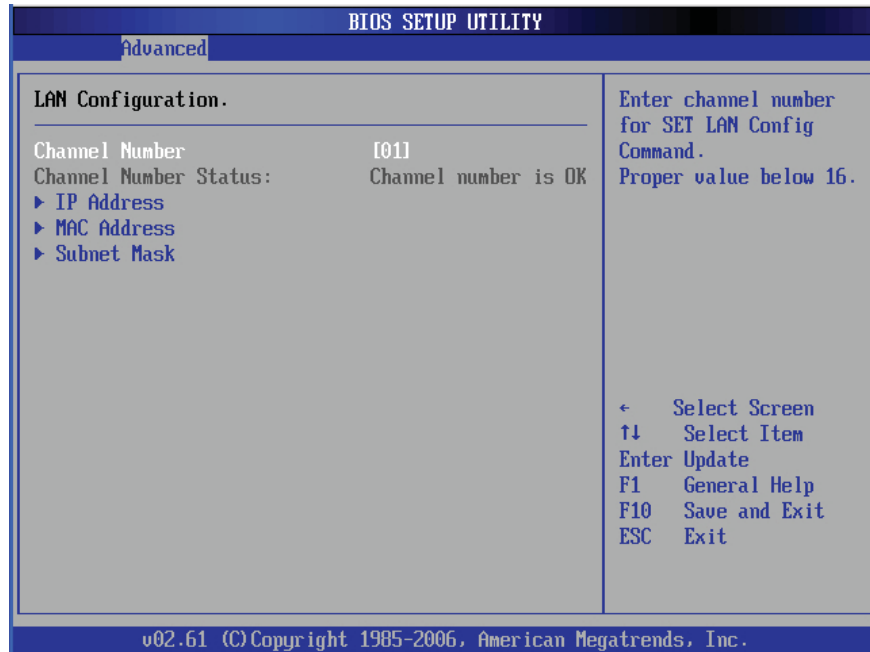 BIOS SETUP UTILITY
Advanced
LAN Configuration.
Channel Number [01]
Channel Number Status: Channel number is OK
▶ IP Address
▶ MAC Address
▶ Subnet Mask
Enter channel number
for SET LAN Config
Command.
Proper value below 16.
← Select Screen
↑↓ Select Item
Enter Update
F1 General Help
F10 Save and Exit
ESC Exit
v02.61 (C)Copyright 1985-2006, American Megatrends, Inc.